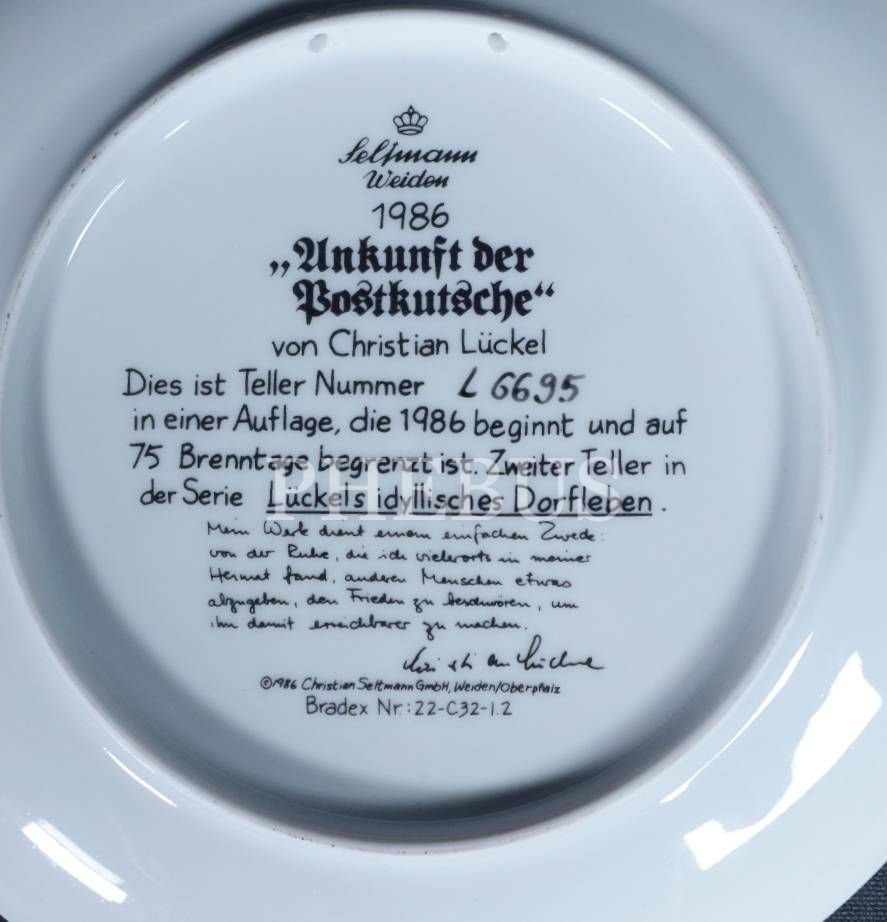 Seltmann
Weiden
1986
„Ankunft der
Postkutsche“
von Christian Lückel
Dies ist Teller Nummer L 6695
in einer Auflage, die 1986 beginnt und auf
75 Brenntage begrenzt ist. Zweiter Teller in
der Serie Lückels idyllisches Dorfleben.
PHEBUS
Mein Werk dient einem einfachen Zwecke:
von der Ruhe, die ich vielerorts in meiner
Heimat fand, anderen Menschen etwas
abzugeben, den Frieden zu beschwören, um
ihn damit erreichbarer zu machen.
Christian Lückel
©1986 Christian Seltmann GmbH, Weiden/Oberpfalz
Bradex Nr.: 22-C32-1.2